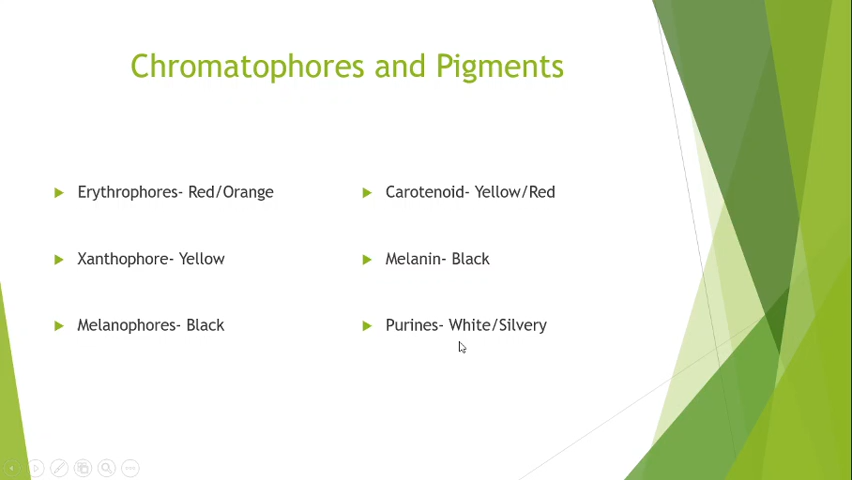 Chromatophores and Pigments
Erythrophores- Red/Orange
Xanthophore- Yellow
Melanophores- Black
Carotenoid- Yellow/Red
Melanin- Black
Purines- White/Silvery